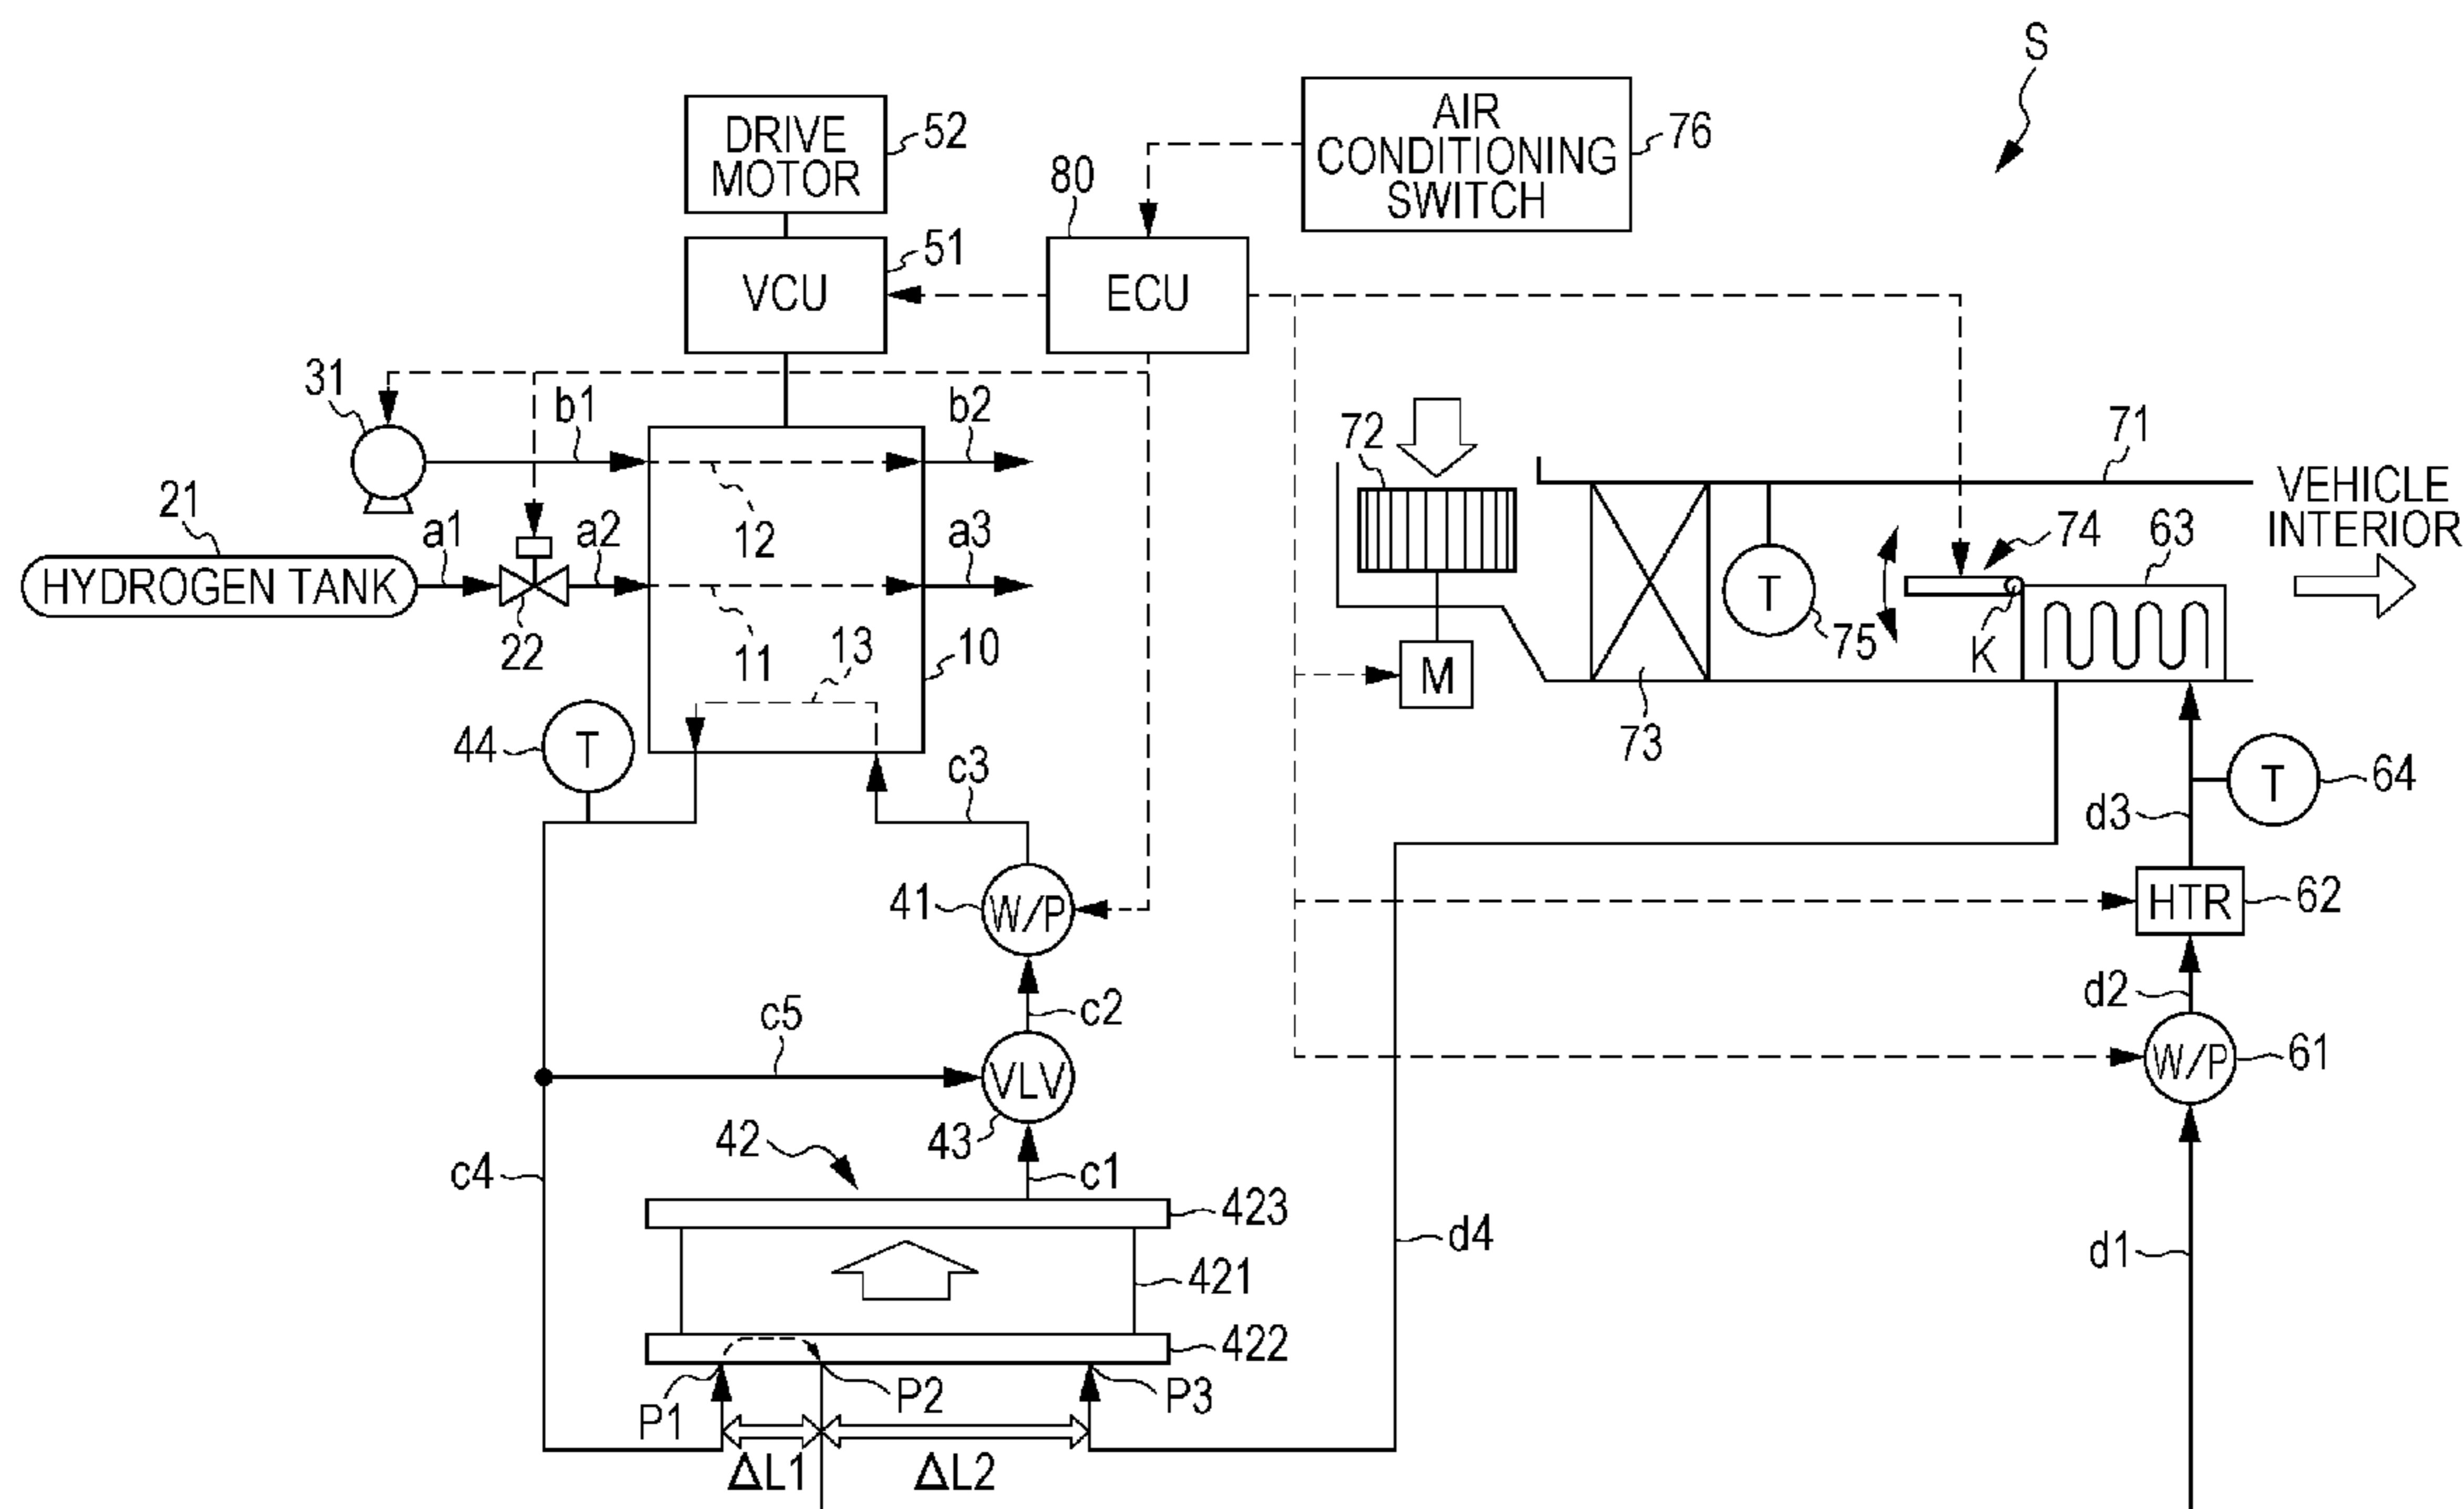 S
DRIVE
MOTOR
52
AIR
CONDITIONING
SWITCH
76
80
VCU
51
ECU
31
b1
b2
72
71
VEHICLE
INTERIOR
21
HYDROGEN TANK
a1
a2
a3
12
11
22
13
10
T
75
74
63
K
M
73
44
T
c3
d3
T
64
41
W/P
HTR
62
c5
c2
d2
VLV
43
W/P
61
42
c4
c1
423
d4
d1
421
422
P1
P2
P3
ΔL1
ΔL2